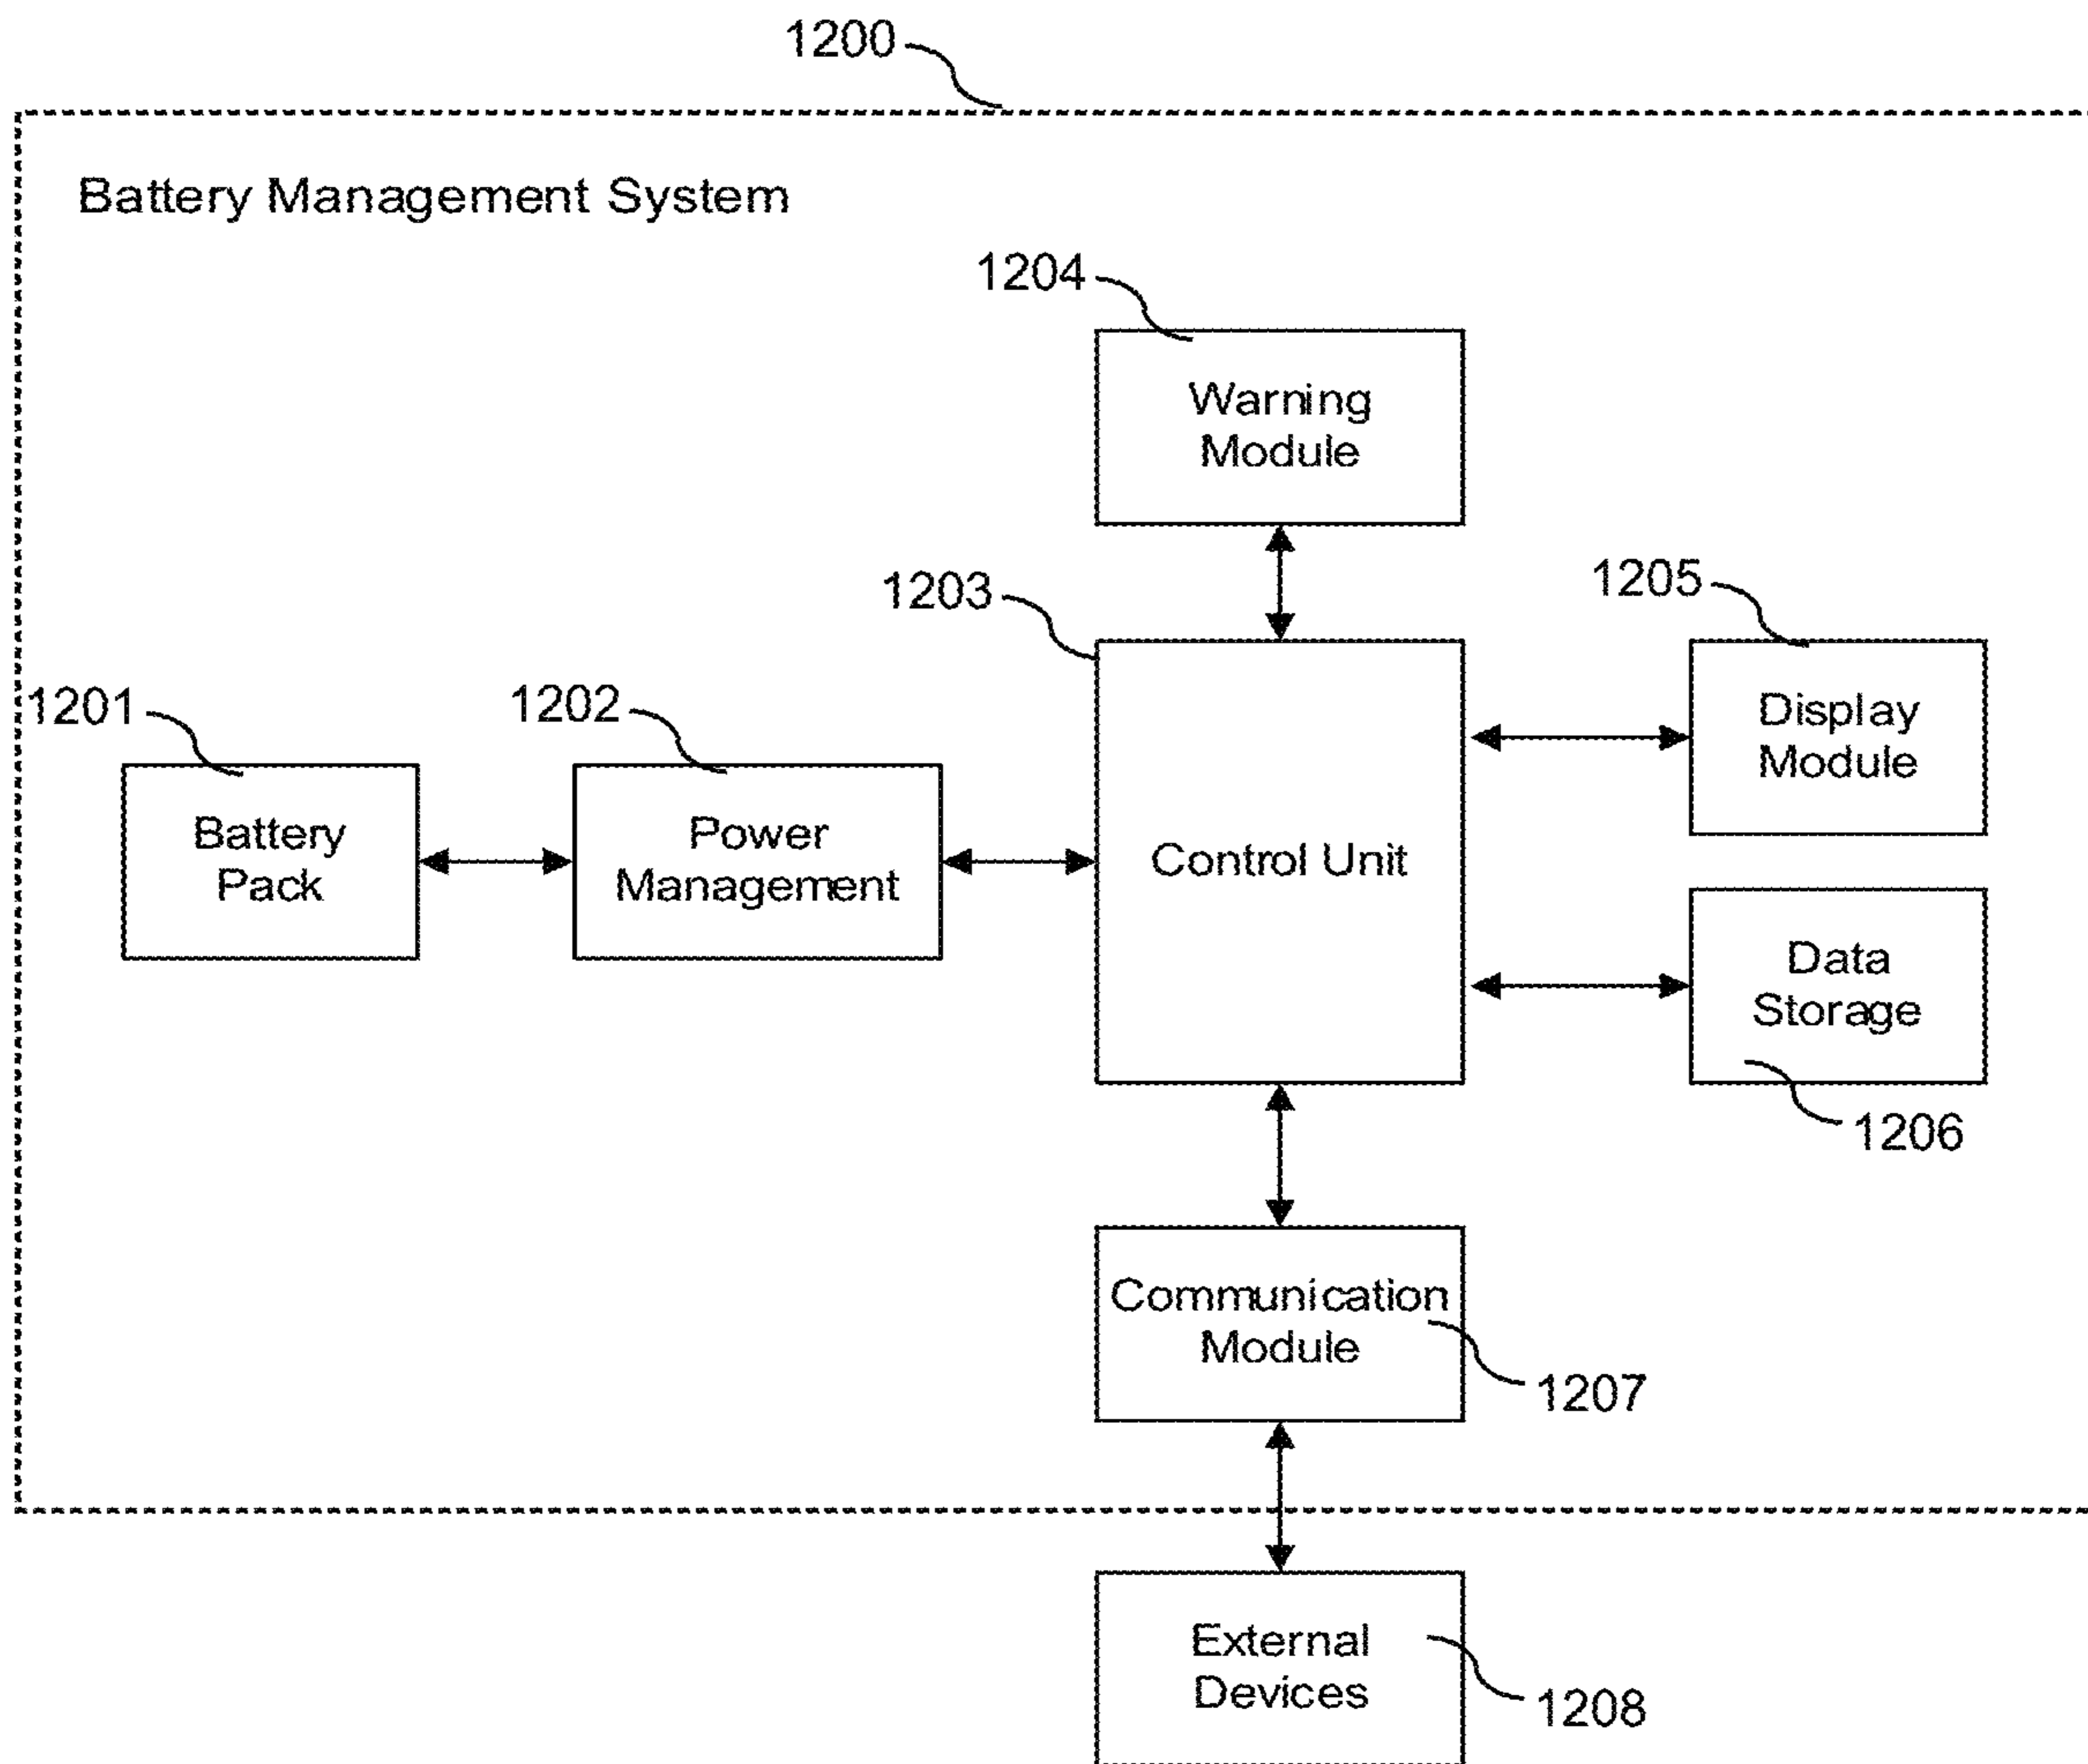 1200
Battery Management System
1204
Warning
Module
1203
1205
Display
Module
1201
1202
Battery
Pack
Power
Management
Control Unit
Data
Storage
1206
Communication
Module
1207
External
Devices
1208